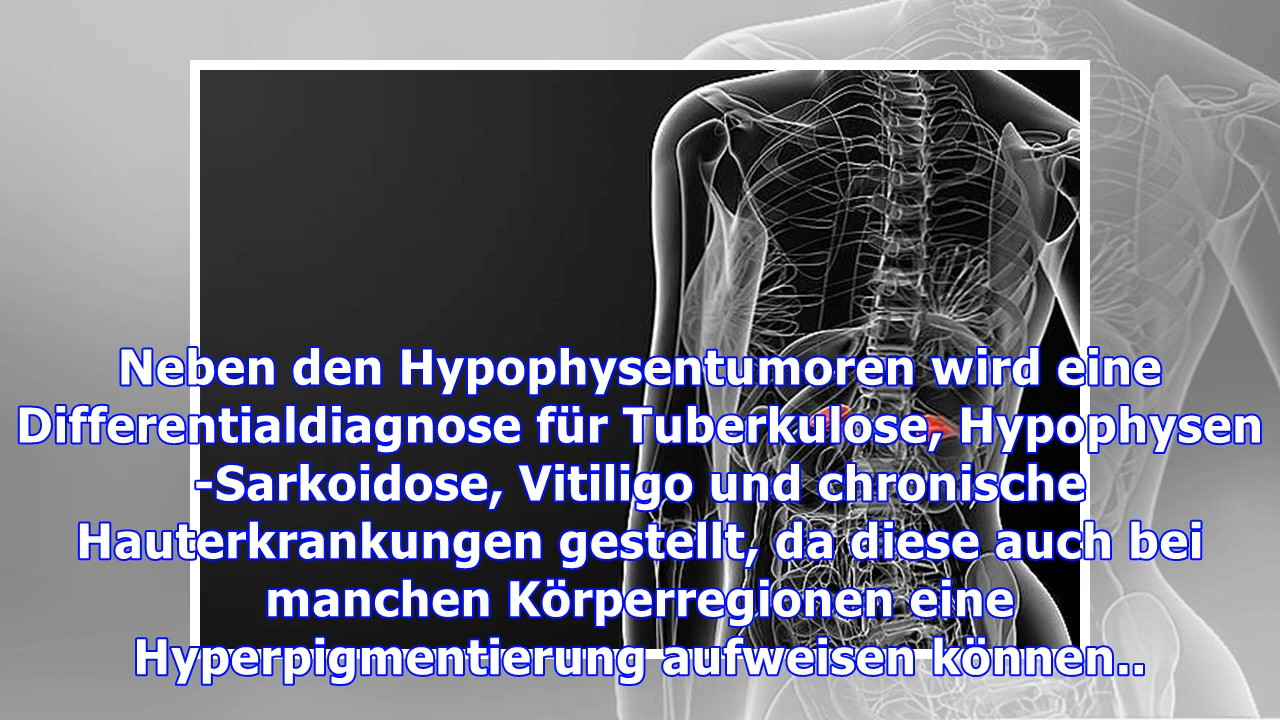 Neben den Hypophysentumoren wird eine
Differentialdiagnose für Tuberkulose, Hypophysen
-Sarkoidose, Vitiligo und chronische
Hauterkrankungen gestellt, da diese auch bei
manchen Körperregionen eine
Hyperpigmentierung aufweisen können..